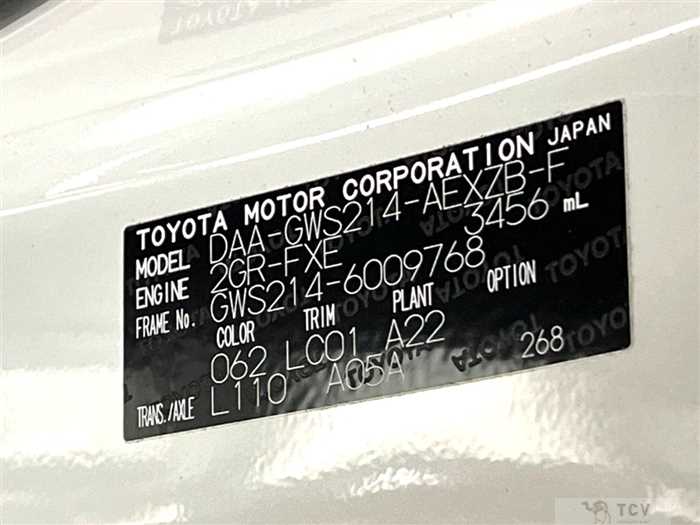 TOYOTA MOTOR CORPORATION JAPAN
MODEL DAA-GWS214-AEXZB-F
ENGINE 2GR-FXE 3456 mL
FRAME No. GWS214-6009768
COLOR TRIM PLANT OPTION
062 LC01 A22
TRANS./AXLE L110 A05A 268
TCV